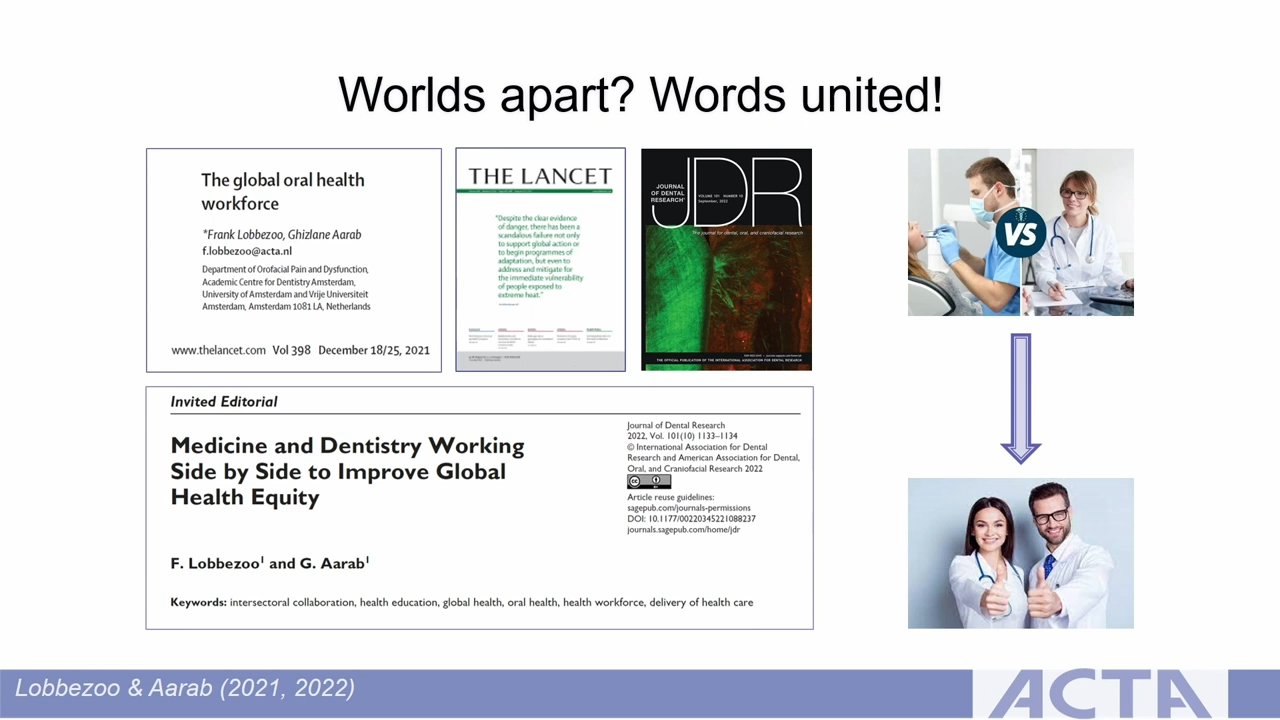 Worlds apart? Words united!
The global oral health
workforce
*Frank Lobbezoo, Ghizlane Aarab
f.lobbezoo@acta.nl
Department of Orofacial Pain and Dysfunction,
Academic Centre for Dentistry Amsterdam,
University of Amsterdam and Vrije Universiteit
Amsterdam, Amsterdam 1081 LA, Netherlands
www.thelancet.com Vol 398 December 18/25, 2021
THE LANCET
"Despite the clear evidence
of danger, there has been a
scandalous failure not only
to support global action or
to begin programmes of
adaptation, but even to
address and mitigate for
the immediate vulnerability
of people exposed to
extreme heat."
JDR
JOURNAL
OF DENTAL
RESEARCH
VOLUME 101 NUMBER 10
September, 2022
The journal for dental, oral, and craniofacial research
THE OFFICIAL PUBLICATION OF THE INTERNATIONAL ASSOCIATION FOR DENTAL RESEARCH
VS
Invited Editorial
Medicine and Dentistry Working
Side by Side to Improve Global
Health Equity
F. Lobbezoo¹ and G. Aarab¹
Keywords: intersectoral collaboration, health education, global health, oral health, health workforce, delivery of health care
Journal of Dental Research
2022, Vol. 101(10) 1133–1134
© International Association for Dental
Research and American Association for Dental,
Oral, and Craniofacial Research 2022
cc BY
Article reuse guidelines:
sagepub.com/journals-permissions
DOI: 10.1177/00220345221088237
journals.sagepub.com/home/jdr
Lobbezoo & Aarab (2021, 2022)
ACTA